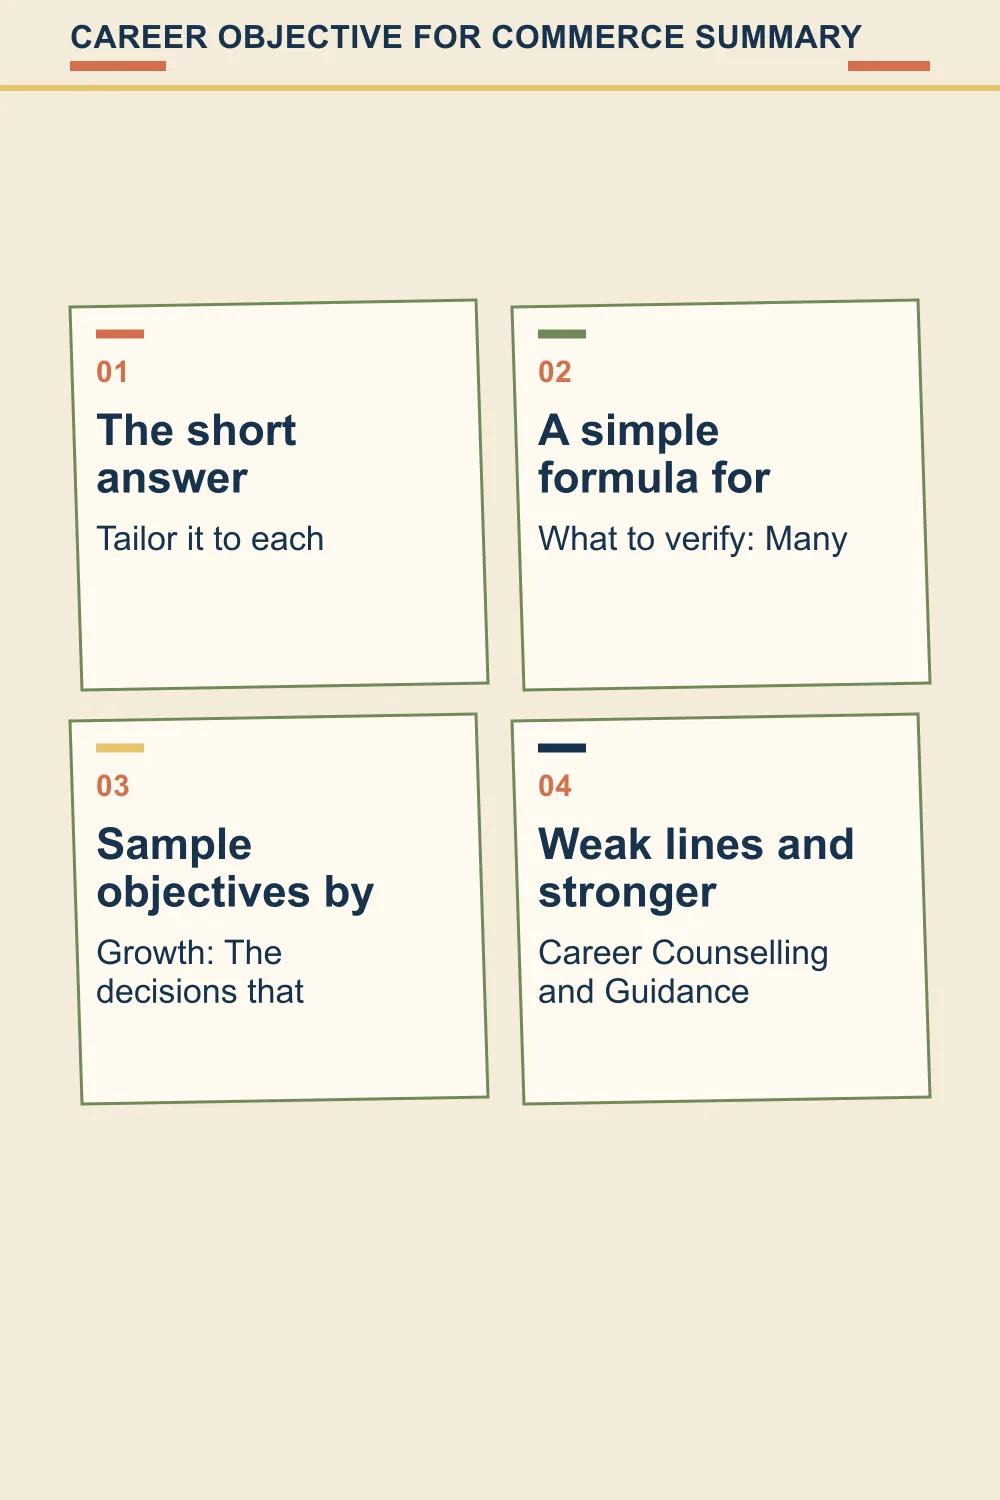 CAREER OBJECTIVE FOR COMMERCE SUMMARY
01
The short
answer
Tailor it to each
02
A simple
formula for
What to verify: Many
03
Sample
objectives by
Growth: The
decisions that
04
Weak lines and
stronger
Career Counselling
and Guidance